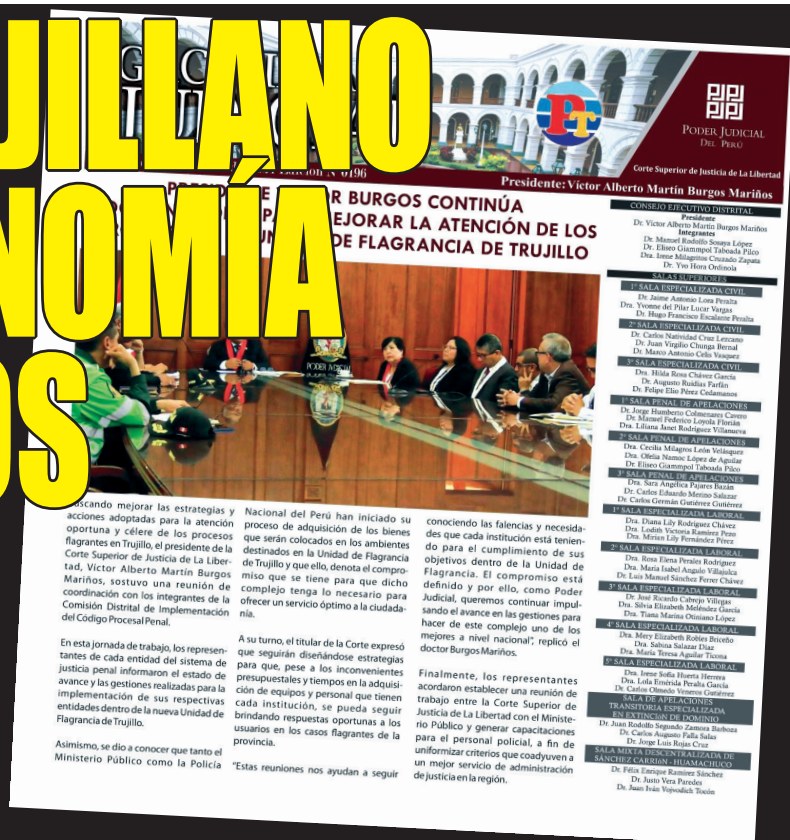 UJILLANO
NOMÍA
OS
PT
PODER JUDICIAL
DEL PERÚ
Corte Superior de Justicia de La Libertad
N°0196
Presidente: Víctor Alberto Martín Burgos Mariños
BURGOS CONTINÚA
MEJORAR LA ATENCIÓN DE LOS
DE FLAGRANCIA DE TRUJILLO
PODER JUDICIAL
Buscando mejorar las estrategias y
acciones adoptadas para la atención
oportuna y célere de los procesos
flagrantes en Trujillo, el presidente de la
Corte Superior de Justicia de La Liber-
tad, Víctor Alberto Martín Burgos
Mariños, sostuvo una reunión de
coordinación con los integrantes de la
Comisión Distrital de Implementación
del Código Procesal Penal.
En esta jornada de trabajo, los represen-
tantes de cada entidad del sistema de
justicia penal informaron el estado de
avance y las gestiones realizadas para la
implementación de sus respectivas
entidades dentro de la nueva Unidad de
Flagrancia de Trujillo.
Asimismo, se dio a conocer que tanto el
Ministerio Público como la Policía
Nacional del Perú han iniciado su
proceso de adquisición de los bienes
que serán colocados en los ambientes
destinados en la Unidad de Flagrancia
de Trujillo y que ello, denota el compro-
miso que se tiene para que dicho
complejo tenga lo necesario para
ofrecer un servicio óptimo a la ciudada-
nía.
A su turno, el titular de la Corte expresó
que seguirán diseñándose estrategias
para que, pese a los inconvenientes
presupuestales y tiempos en la adquisi-
ción de equipos y personal que tienen
cada institución, se pueda seguir
brindando respuestas oportunas a los
usuarios en los casos flagrantes de la
provincia.
"Estas reuniones nos ayudan a seguir
conociendo las falencias y necesida-
des que cada institución está tenien-
do para el cumplimiento de sus
objetivos dentro de la Unidad de
Flagrancia. El compromiso está
definido y por ello, como Poder
Judicial, queremos continuar impul-
sando el avance en las gestiones para
hacer de este complejo uno de los
mejores a nivel nacional", replicó el
doctor Burgos Mariños.
Finalmente, los representantes
acordaron establecer una reunión de
trabajo entre la Corte Superior de
Justicia de La Libertad con el Ministe-
rio Público y generar capacitaciones
para el personal policial, a fin de
uniformizar criterios que coadyuven a
un mejor servicio de administración
de justicia en la región.
CONSEJO EJECUTIVO DISTRITAL
Presidente
Dr. Víctor Alberto Martín Burgos Mariños
Integrantes
Dr. Manuel Rodolfo Sosaya López
Dr. Eliseo Giammpol Taboada Pilco
Dra. Irene Milagritos Cruzado Zapata
Dr. Yvo Hora Ordinola
SALAS SUPERIORES
1° SALA ESPECIALIZADA CIVIL
Dr. Jaime Antonio Lora Peralta
Dra. Yvonne del Pilar Lucar Vargas
Dr. Hugo Francisco Escalante Peralta
2° SALA ESPECIALIZADA CIVIL
Dr. Carlos Natividad Cruz Lezcano
Dr. Juan Virgilio Chunga Bernal
Dr. Marco Antonio Celis Vasquez
3° SALA ESPECIALIZADA CIVIL
Dra. Hilda Rosa Chávez García
Dr. Augusto Ruidias Farfán
Dr. Felipe Elio Pérez Cedamanos
1° SALA PENAL DE APELACIONES
Dr. Jorge Humberto Colmenares Cavero
Dr. Manuel Federico Loyola Florián
Dra. Liliana Janet Rodríguez Villanueva
2° SALA PENAL DE APELACIONES
Dra. Cecilia Milagros León Velásquez
Dra. Ofelia Namoc López de Aguilar
Dr. Eliseo Giammpol Taboada Pilco
3° SALA PENAL DE APELACIONES
Dra. Sara Angélica Pajares Bazán
Dr. Carlos Eduardo Merino Salazar
Dr. Carlos Germán Gutiérrez Gutiérrez
1° SALA ESPECIALIZADA LABORAL
Dra. Diana Lily Rodríguez Chávez
Dra. Lodith Victoria Ramírez Pezo
Dra. Mirian Lily Fernández Pérez
2° SALA ESPECIALIZADA LABORAL
Dra. Rosa Elena Perales Rodríguez
Dra. María Isabel Angulo Villajulca
Dr. Luis Manuel Sánchez Ferrer Chávez
3° SALA ESPECIALIZADA LABORAL
Dr. José Ricardo Cabrejo Villegas
Dra. Silvia Elizabeth Meléndez García
Dra. Tiana Marina Otiniano López
4° SALA ESPECIALIZADA LABORAL
Dra. Mery Elizabeth Robles Briceño
Dra. Sabina Salazar Díaz
Dra. María Teresa Aguilar Ticona
5° SALA ESPECIALIZADA LABORAL
Dra. Irene Sofía Huerta Herrera
Dra. Lola Emérida Peralta García
Dr. Carlos Olmedo Veneros Gutiérrez
SALA DE APELACIONES
TRANSITORIA ESPECIALIZADA
EN EXTINCIÓN DE DOMINIO
Dr. Juan Rodolfo Segundo Zamora Barboza
Dr. Carlos Augusto Falla Salas
Dr. Jorge Luis Rojas Cruz
SALA MIXTA DESCENTRALIZADA DE
SÁNCHEZ CARRIÓN - HUAMACHUCO
Dr. Félix Enrique Ramírez Sánchez
Dr. Justo Vera Paredes
Dr. Juan Iván Vojvodich Tocón